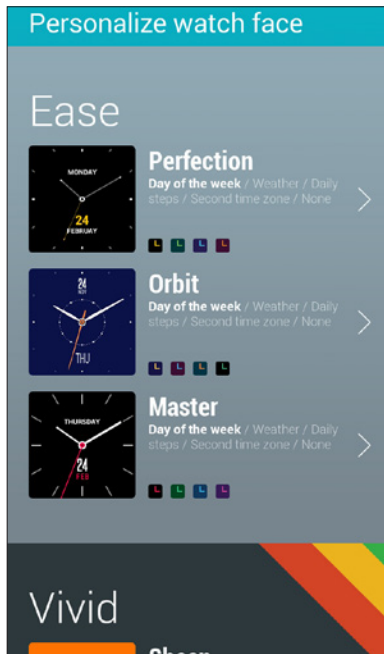 Personalize watch face
Ease
MONDAY
24
FEBRUARY
Perfection
Day of the week / Weather / Daily
steps / Second time zone / None
24
THU
Orbit
Day of the week / Weather / Daily
steps / Second time zone / None
THURSDAY
24
FEB
Master
Day of the week / Weather / Daily
steps / Second time zone / None
Vivid